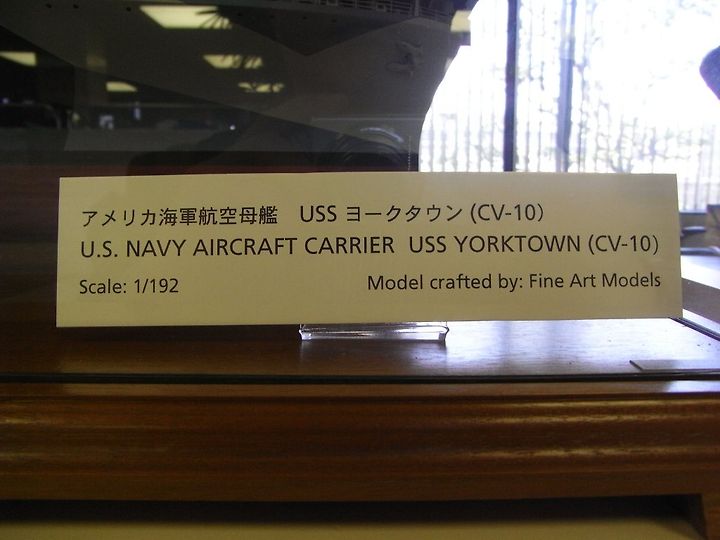 アメリカ海軍航空母艦　USS ヨークタウン (CV-10)
U.S. NAVY AIRCRAFT CARRIER USS YORKTOWN (CV-10)
Scale: 1/192 Model crafted by: Fine Art Models